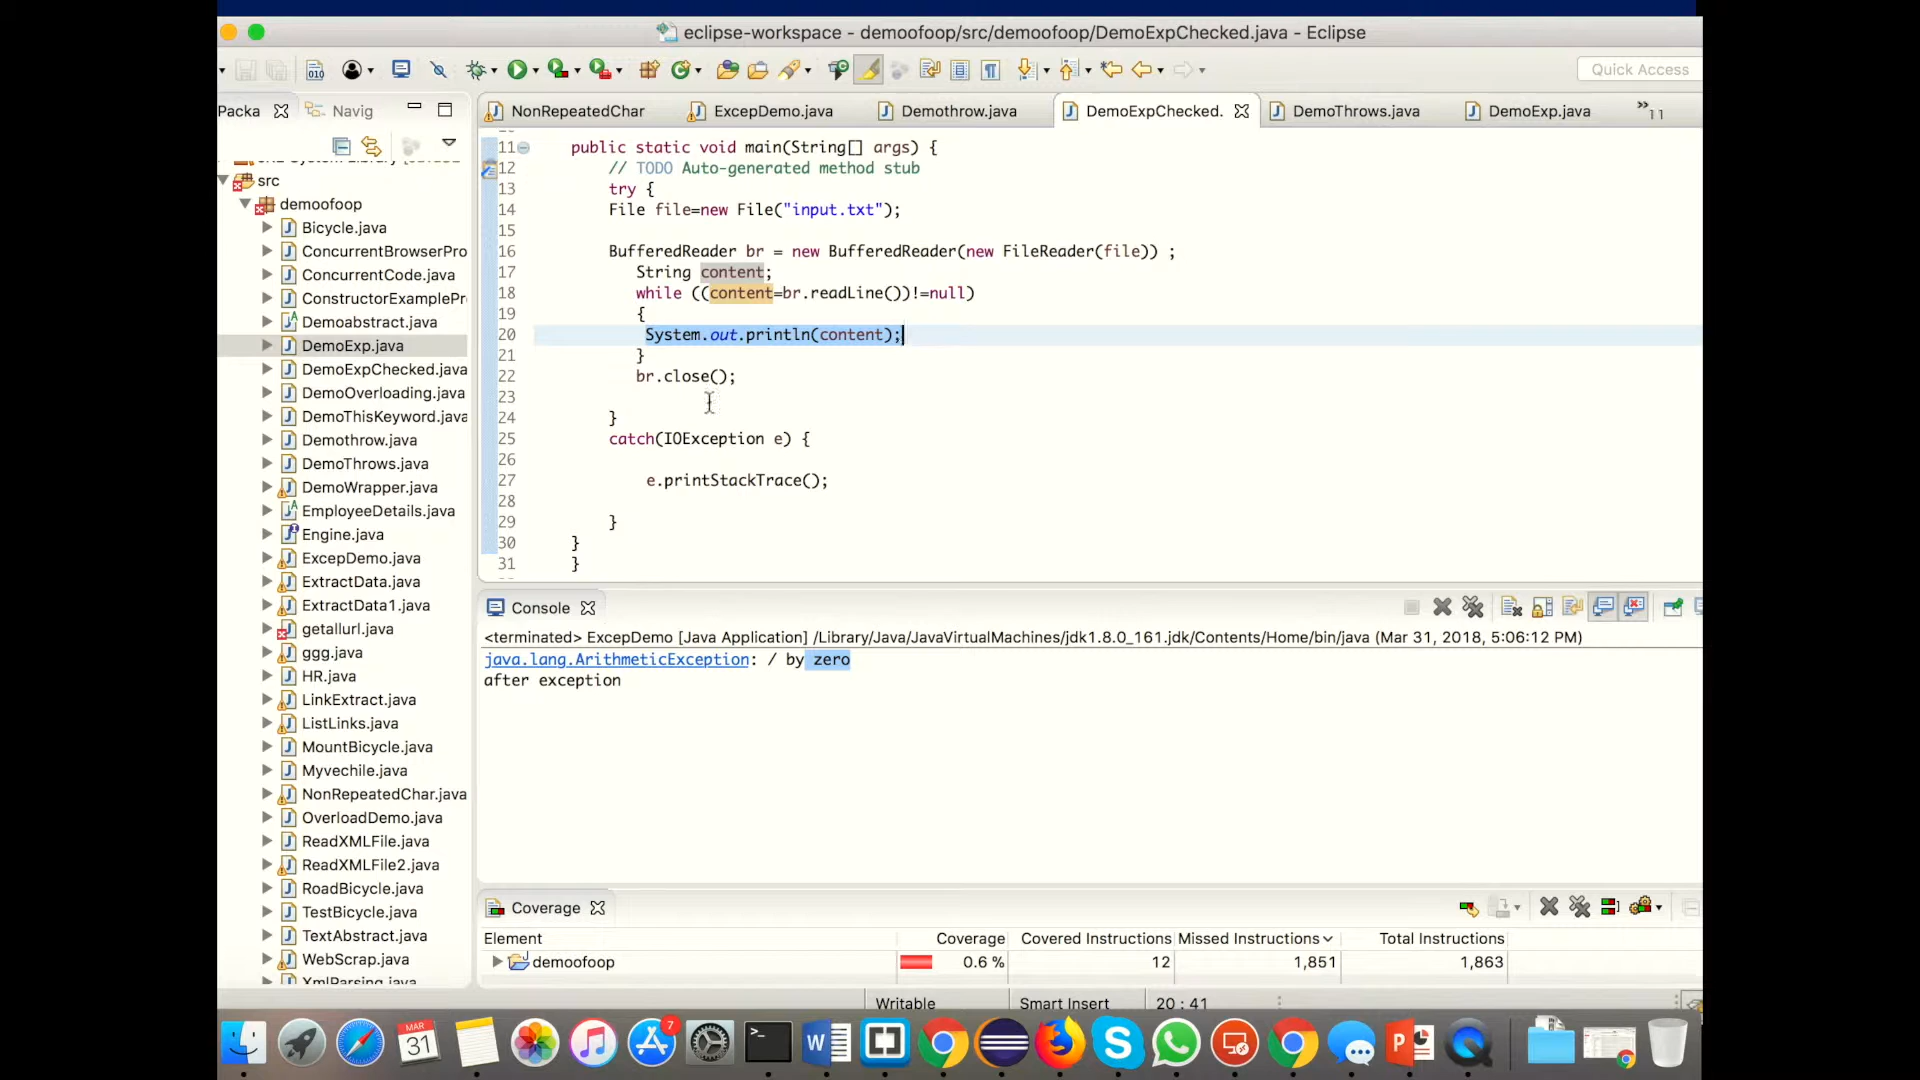 eclipse-workspace - demoofoop/src/demoofoop/DemoExpChecked.java - Eclipse
Quick Access
Packa
Navig
NonRepeatedChar
ExcepDemo.java
Demothrow.java
DemoExpChecked.
DemoThrows.java
DemoExp.java
»11
src
demoofoop
Bicycle.java
ConcurrentBrowserPro
ConcurrentCode.java
ConstructorExamplePr
Demoabstract.java
DemoExp.java
DemoExpChecked.java
DemoOverloading.java
DemoThisKeyword.java
Demothrow.java
DemoThrows.java
DemoWrapper.java
EmployeeDetails.java
Engine.java
ExcepDemo.java
ExtractData.java
ExtractData1.java
getallurl.java
ggg.java
HR.java
LinkExtract.java
ListLinks.java
MountBicycle.java
Myvechile.java
NonRepeatedChar.java
OverloadDemo.java
ReadXMLFile.java
ReadXMLFile2.java
RoadBicycle.java
TestBicycle.java
TextAbstract.java
WebScrap.java
XmlParsing.java
11 public static void main(String[] args) {
12 // TODO Auto-generated method stub
13 try {
14 File file=new File("input.txt");
15
16 BufferedReader br = new BufferedReader(new FileReader(file)) ;
17 String content;
18 while ((content=br.readLine())!=null)
19 {
20 System.out.println(content);
21 }
22 br.close();
23
24 }
25 catch(IOException e) {
26
27 e.printStackTrace();
28
29 }
30 }
31 }
Console
<terminated> ExcepDemo [Java Application] /Library/Java/JavaVirtualMachines/jdk1.8.0_161.jdk/Contents/Home/bin/java (Mar 31, 2018, 5:06:12 PM)
java.lang.ArithmeticException: / by zero
after exception
Coverage
Element Coverage Covered Instructions Missed Instructions Total Instructions
demoofoop 0.6 % 12 1,851 1,863
Writable Smart Insert 20 : 41
MAR
31
7